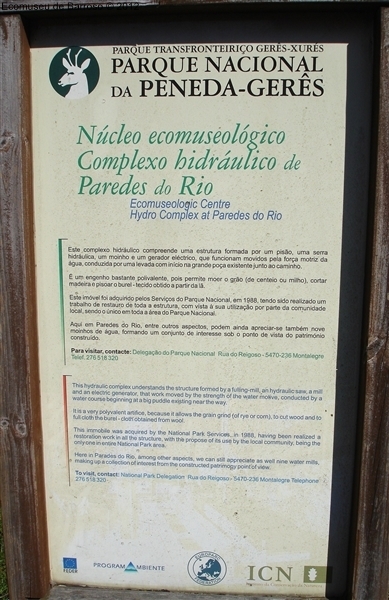 Ecomuseu de Barroso in 2013
PARQUE TRANSFRONTEIRIÇO GERÊS-XURÉS
PARQUE NACIONAL
DA PENEDA-GERÊS
Núcleo ecomuseológico
Complexo hidráulico de
Paredes do Rio
Ecomuseologic Centre
Hydro Complex at Paredes do Rio
Este complexo hidráulico compreende uma estrutura formada por um pisão, uma serra
hidráulica, um moinho e um gerador eléctrico, que funcionam movidos pela força motriz da
água, conduzida por uma levada com início na grande poça existente junto ao caminho.
É um engenho bastante polivalente, pois permite moer o grão (de centeio ou milho), cortar
madeira e pisoar o burel - tecido obtido a partir da lã.
Este imóvel foi adquirido pelos Serviços do Parque Nacional, em 1988, tendo sido realizado um
trabalho de restauro de toda a estrutura, com vista à sua utilização por parte da comunidade
local, sendo o único em toda a área do Parque Nacional.
Aqui em Paredes do Rio, entre outros aspectos, podem ainda apreciar-se também nove
moinhos de água, formando um conjunto de interesse sob o ponto de vista do património
construído.
Para visitar, contacte: Delegação do Parque Nacional Rua do Reigoso - 5470-236 Montalegre
Telef. 276 518 320
This hydraulic complex understands the structure formed by a fulling-mill, an hydraulic saw, a mill
and an electric generator, that work moved by the strength of the water motive, conducted by a
water course beginning at a big puddle existing near the way.
It is a very polyvalent artifice, because it allows the grain grind (of rye or corn), to cut wood and to
full cloth the burel - cloth obtained from wool.
This immobile was acquired by the National Park Services, in 1988, having been realized a
restoration work in all the structure, with the propose of its use by the local community, being the
only one in entire National Park area.
Here in Paredes do Rio, among other aspects, we can still appreciate as well nine water mills,
making up a collection of interest from the constructed patrimony point of view.
To visit, contact: National Park Delegation Rua do Reigoso - 5470-236 Montalegre Telephone
276 518 320
FEDER
PROGRAMA AMBIENTE
EUROPARC
ICN